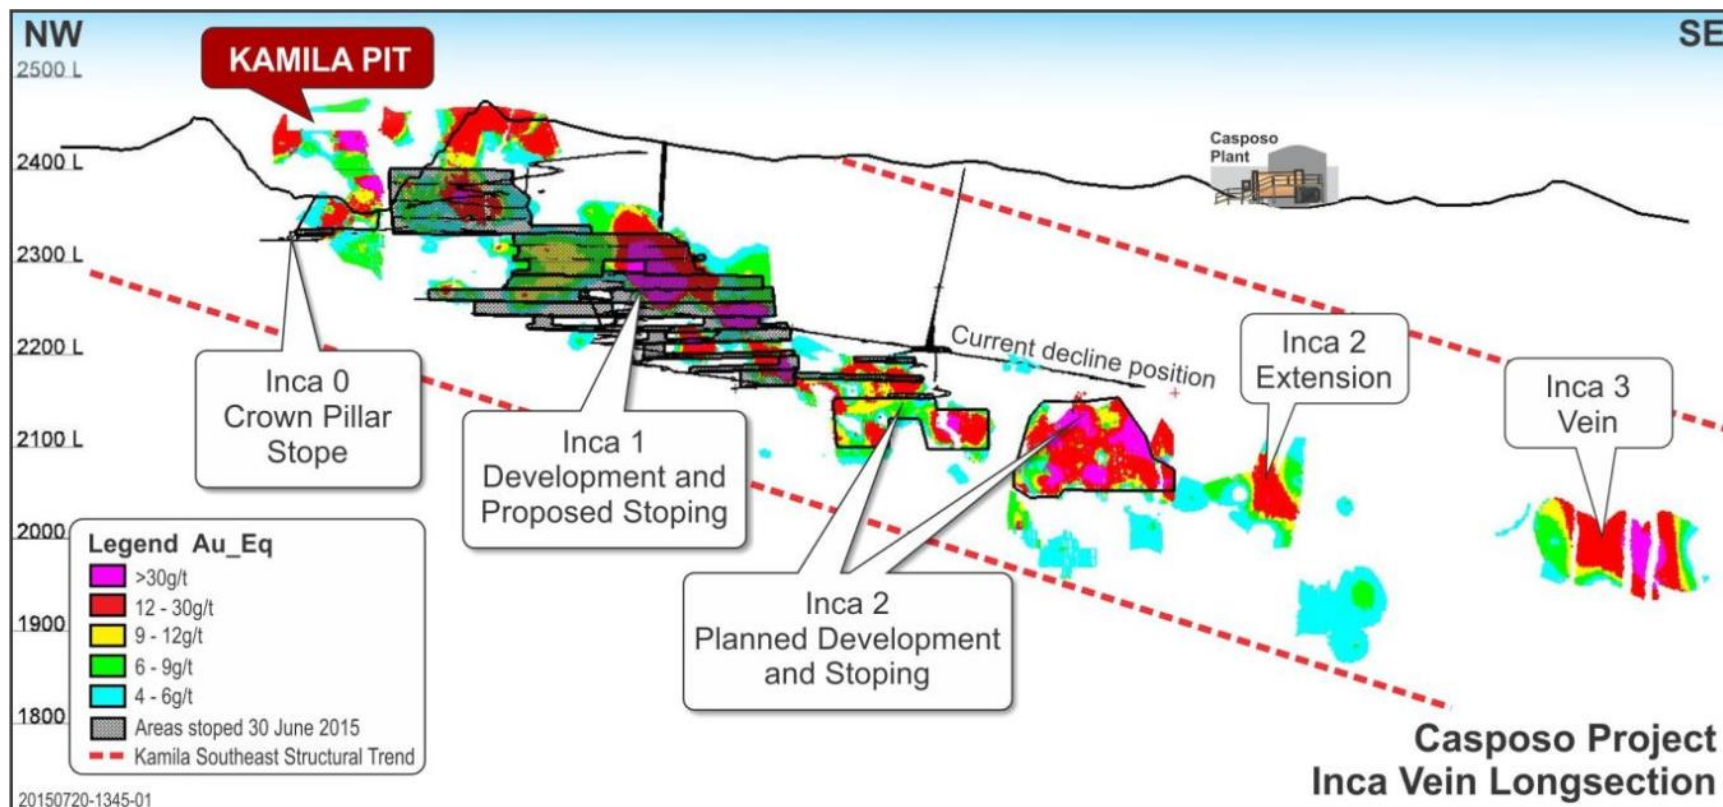 NW
SE
KAMILA PIT
2500 L
2400 L
2300 L
2200 L
2100 L
2000 L
1900 L
1800 L
Casposo
Plant
Current decline position
Inca 0
Crown Pillar
Stope
Inca 1
Development and
Proposed Stoping
Inca 2
Planned Development
and Stoping
Inca 2
Extension
Inca 3
Vein
Legend Au_Eq
>30g/t
12 - 30g/t
9 - 12g/t
6 - 9g/t
4 - 6g/t
Areas stoped 30 June 2015
Kamila Southeast Structural Trend
Casposo Project
Inca Vein Longsection
20150720-1345-01